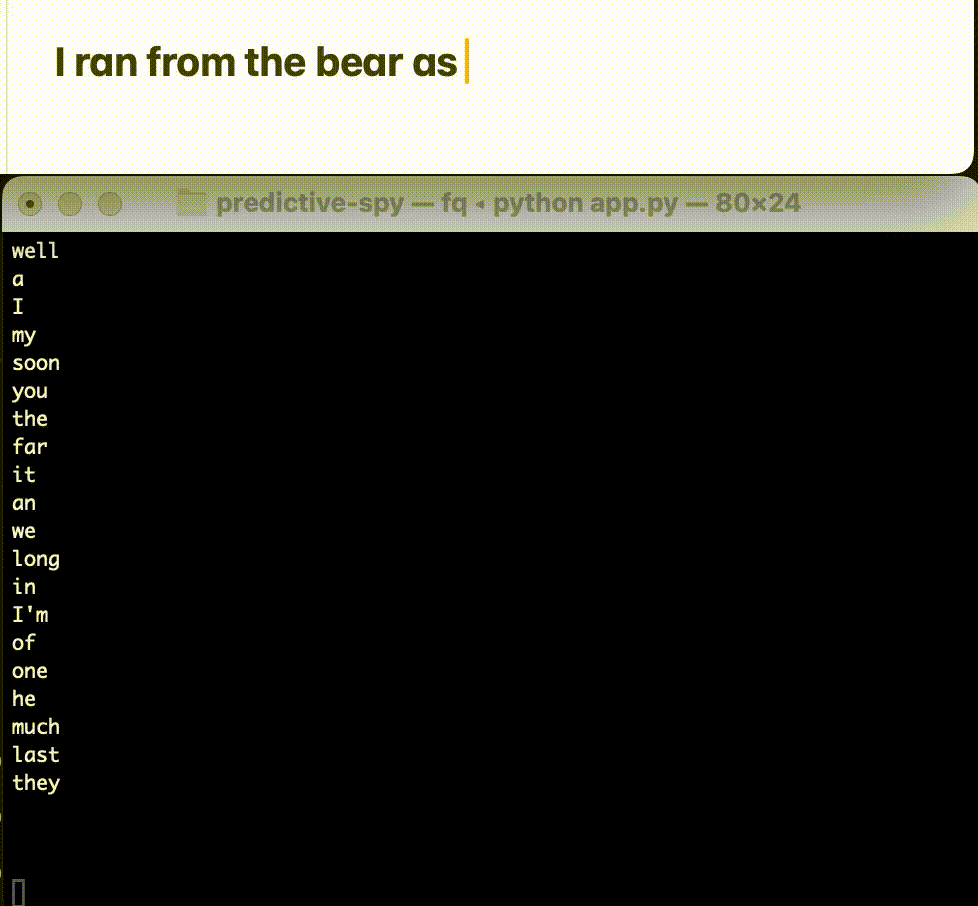 I ran from the bear as
predictive-spy — fq ◂ python app.py — 80×24
well
a
I
my
soon
you
the
far
it
an
we
long
in
I'm
of
one
he
much
last
they